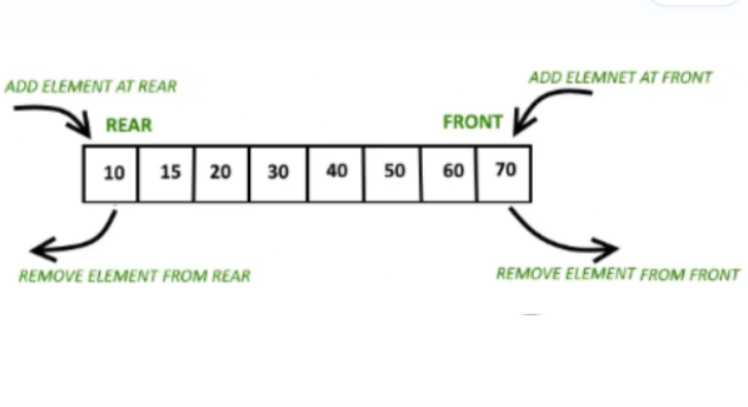 ADD ELEMENT AT REAR
ADD ELEMNET AT FRONT
REAR
FRONT
10 15 20 30 40 50 60 70
REMOVE ELEMENT FROM REAR
REMOVE ELEMENT FROM FRONT